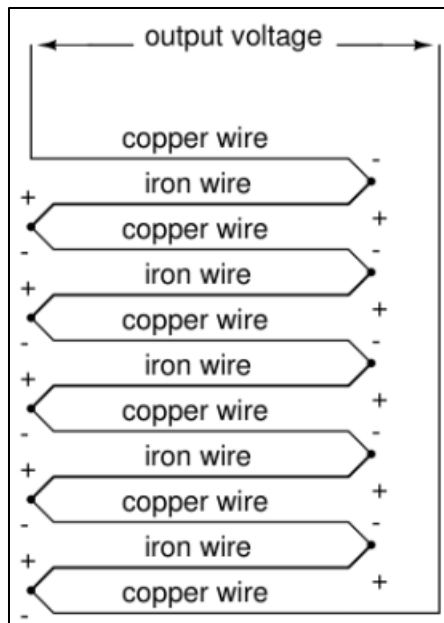 output voltage
copper wire
-
iron wire
+
copper wire
+
-
-
iron wire
+
copper wire
+
-
-
iron wire
+
copper wire
+
-
-
iron wire
+
copper wire
+
-
-
iron wire
+
copper wire
+
-